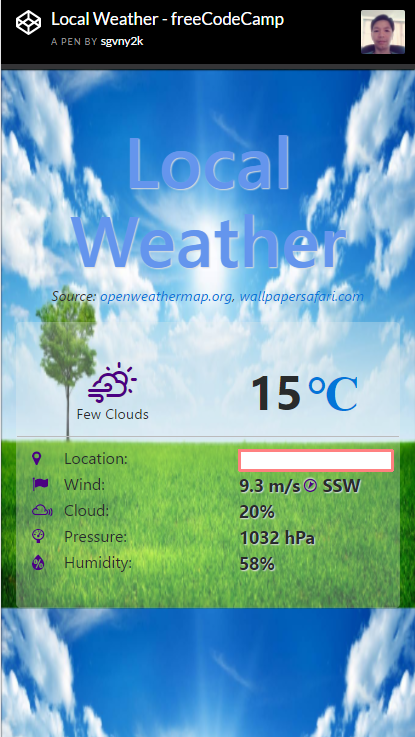 Local Weather - freeCodeCamp
A PEN BY sgvny2k
Local
Weather
Source: openweathermap.org, wallpapersafari.com
15 °C
Few Clouds
Location:
Wind: 9.3 m/s SSW
Cloud: 20%
Pressure: 1032 hPa
Humidity: 58%